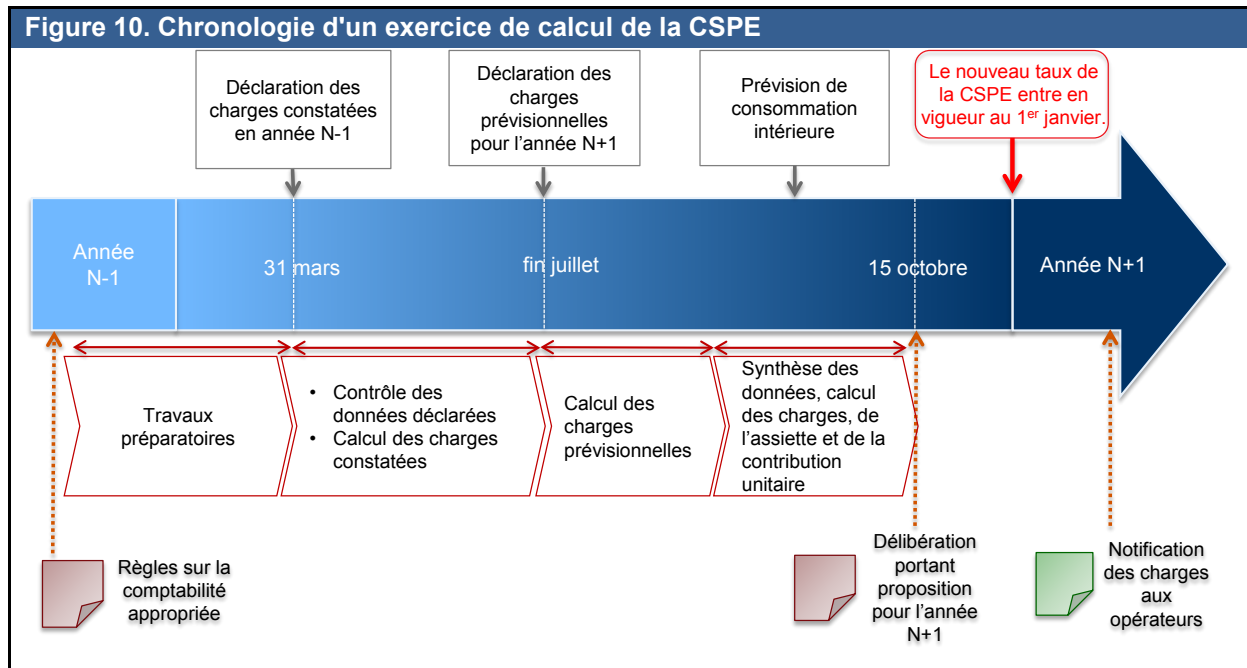 Figure 10. Chronologie d'un exercice de calcul de la CSPE
Déclaration des
charges constatées
en année N-1
Déclaration des
charges
prévisionnelles
pour l'année N+1
Prévision de
consommation
intérieure
Le nouveau taux de
la CSPE entre en
vigueur au 1er janvier.
Année
N-1
31 mars
fin juillet
15 octobre
Année N+1
Travaux
préparatoires
• Contrôle des
données déclarées
• Calcul des charges
constatées
Calcul des
charges
prévisionnelles
Synthèse des
données, calcul
des charges, de
l'assiette et de la
contribution
unitaire
Règles sur la
comptabilité
appropriée
Délibération
portant
proposition
pour l'année
N+1
Notification
des charges
aux
opérateurs